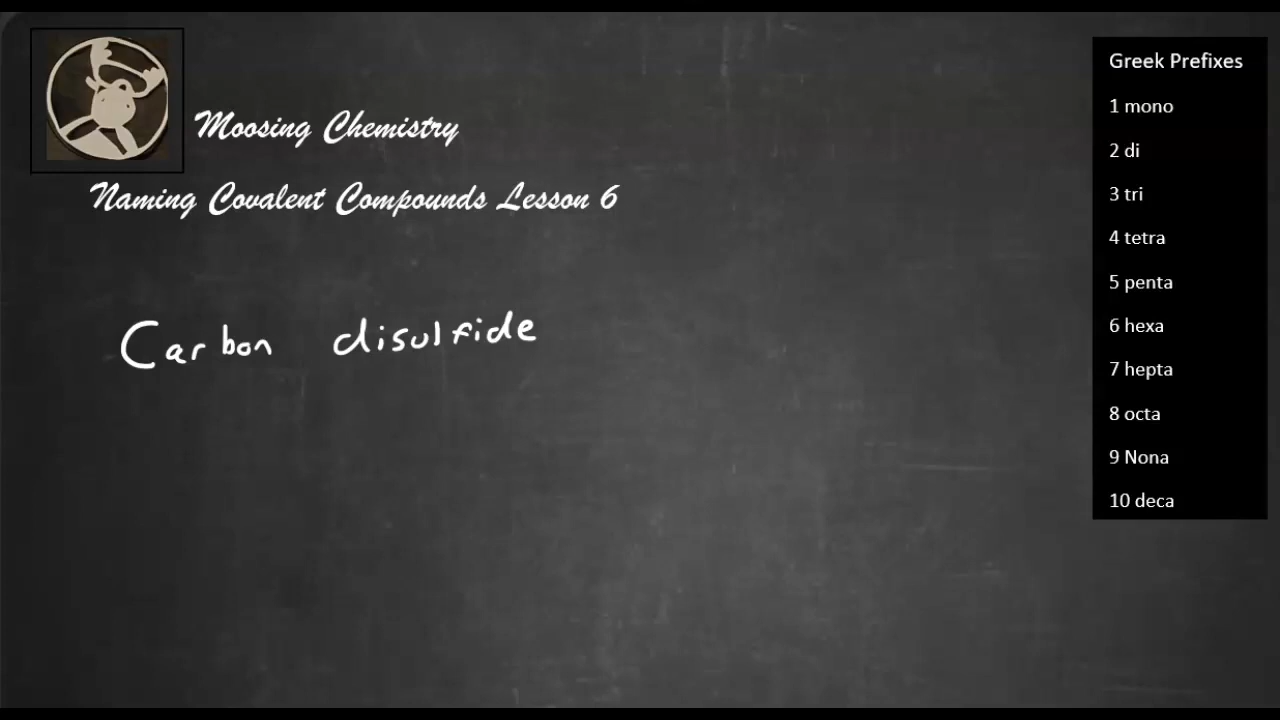 Moosing Chemistry
Naming Covalent Compounds Lesson 6
Carbon disulfide
Greek Prefixes
1 mono
2 di
3 tri
4 tetra
5 penta
6 hexa
7 hepta
8 octa
9 Nona
10 deca